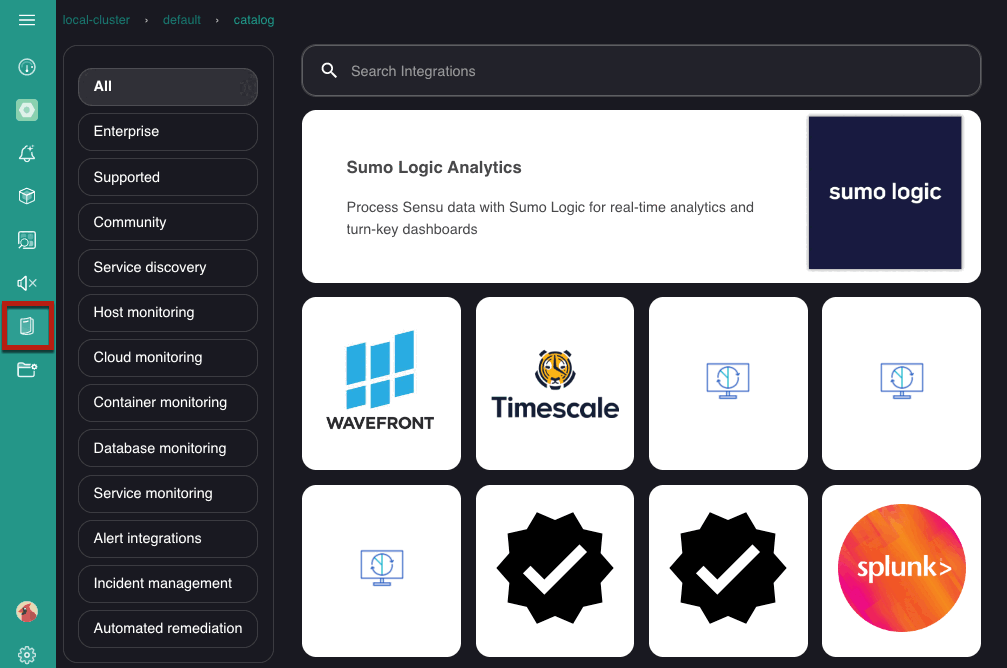 local-cluster › default › catalog
All
Enterprise
Supported
Community
Service discovery
Host monitoring
Cloud monitoring
Container monitoring
Database monitoring
Service monitoring
Alert integrations
Incident management
Automated remediation
Search Integrations
Sumo Logic Analytics
Process Sensu data with Sumo Logic for real-time analytics and
turn-key dashboards
sumo logic
WAVEFRONT
Timescale
splunk>